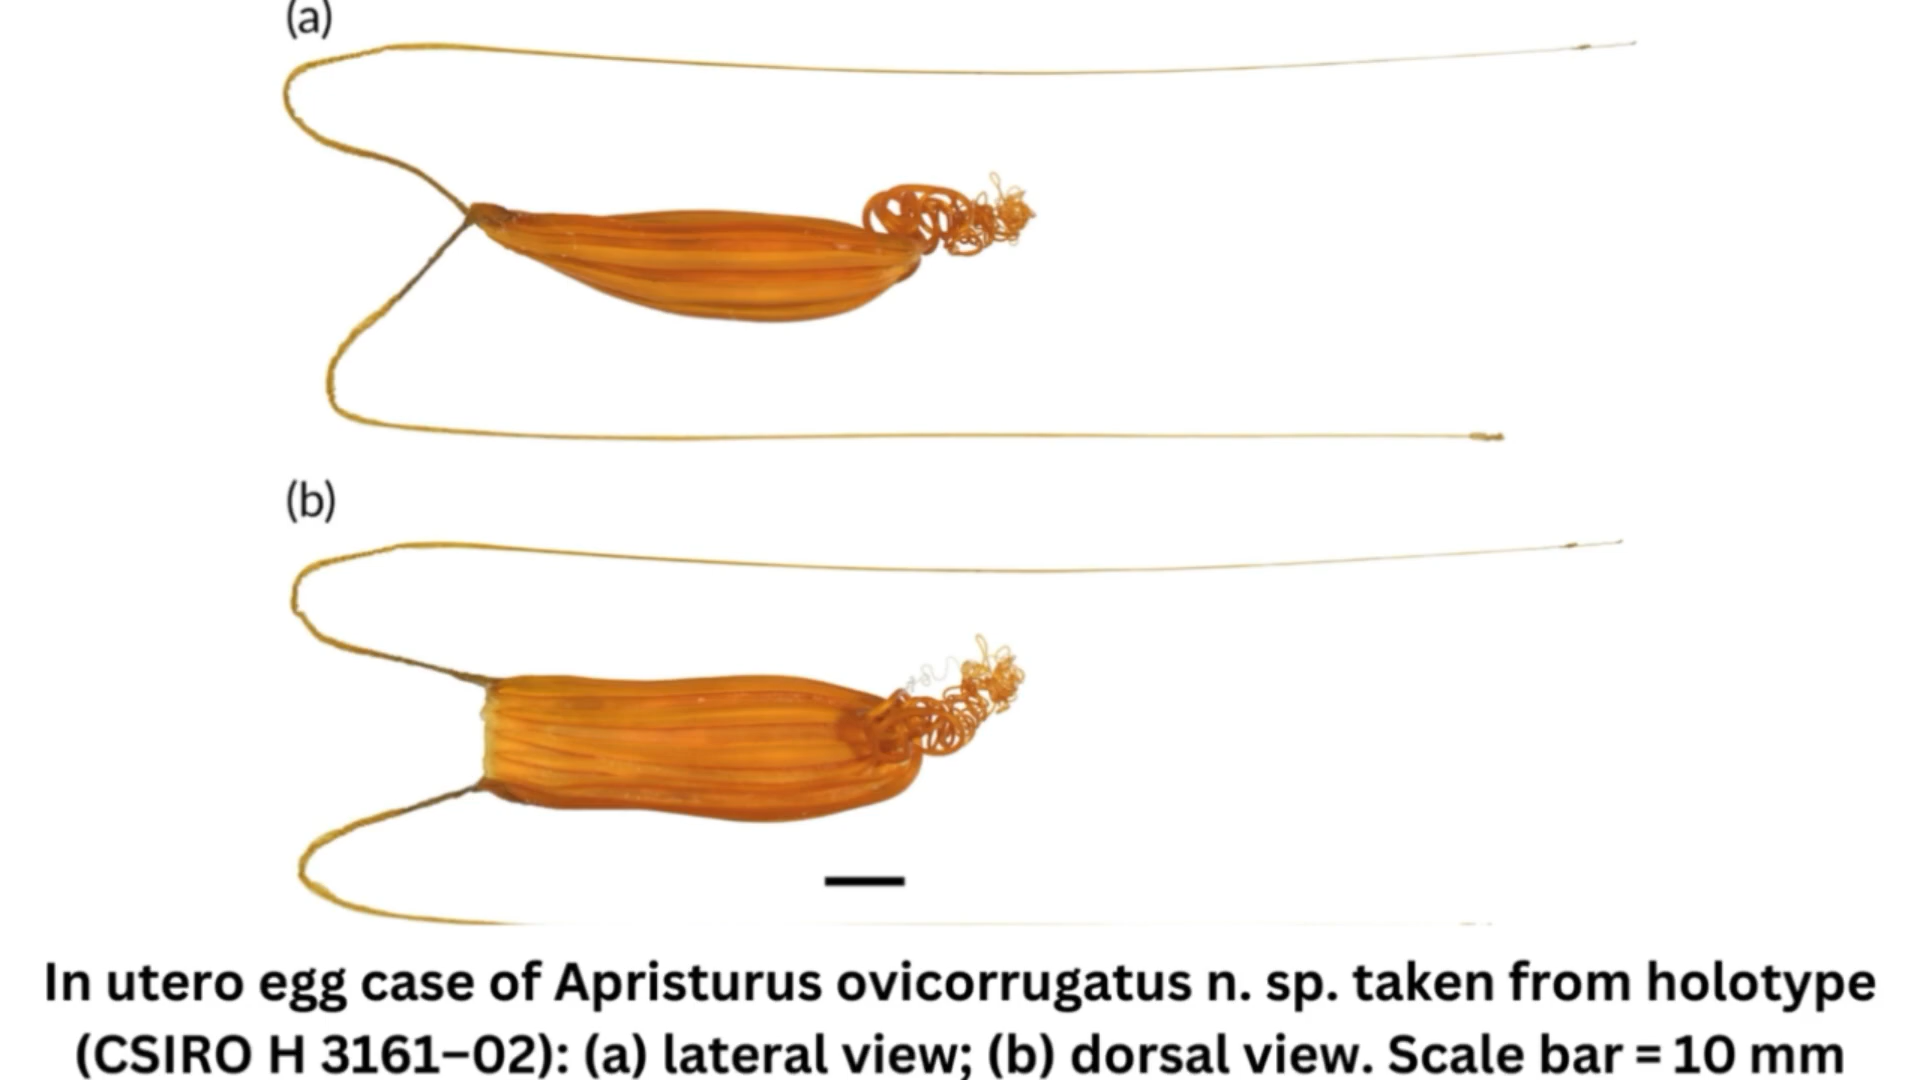 (a)
(b)
In utero egg case of Apristurus ovicorrugatus n. sp. taken from holotype
(CSIRO H 3161–02): (a) lateral view; (b) dorsal view. Scale bar = 10 mm